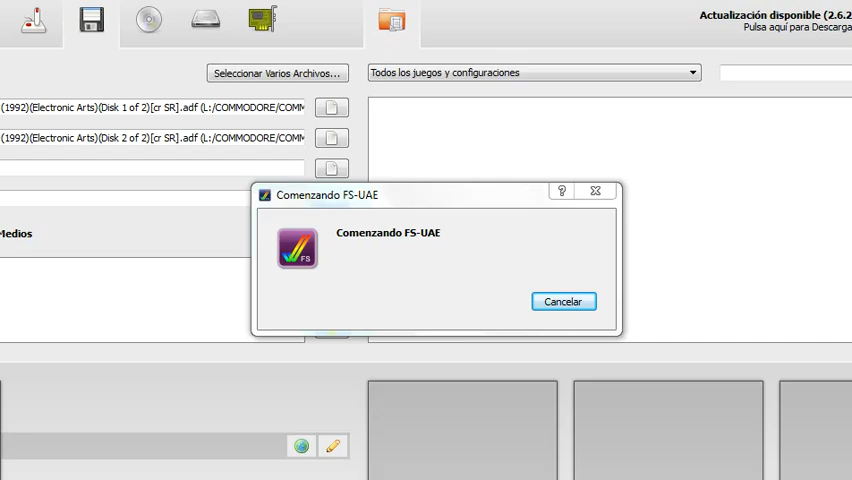 Actualización disponible (2.6.2
Pulsa aquí para Descarga
Seleccionar Varios Archivos...
Todos los juegos y configuraciones
(1992)(Electronic Arts)(Disk 1 of 2)[cr SR].adf (L:/COMMODORE/COMM
(1992)(Electronic Arts)(Disk 2 of 2)[cr SR].adf (L:/COMMODORE/COMM
Comenzando FS-UAE
Medios
Comenzando FS-UAE
FS
Cancelar